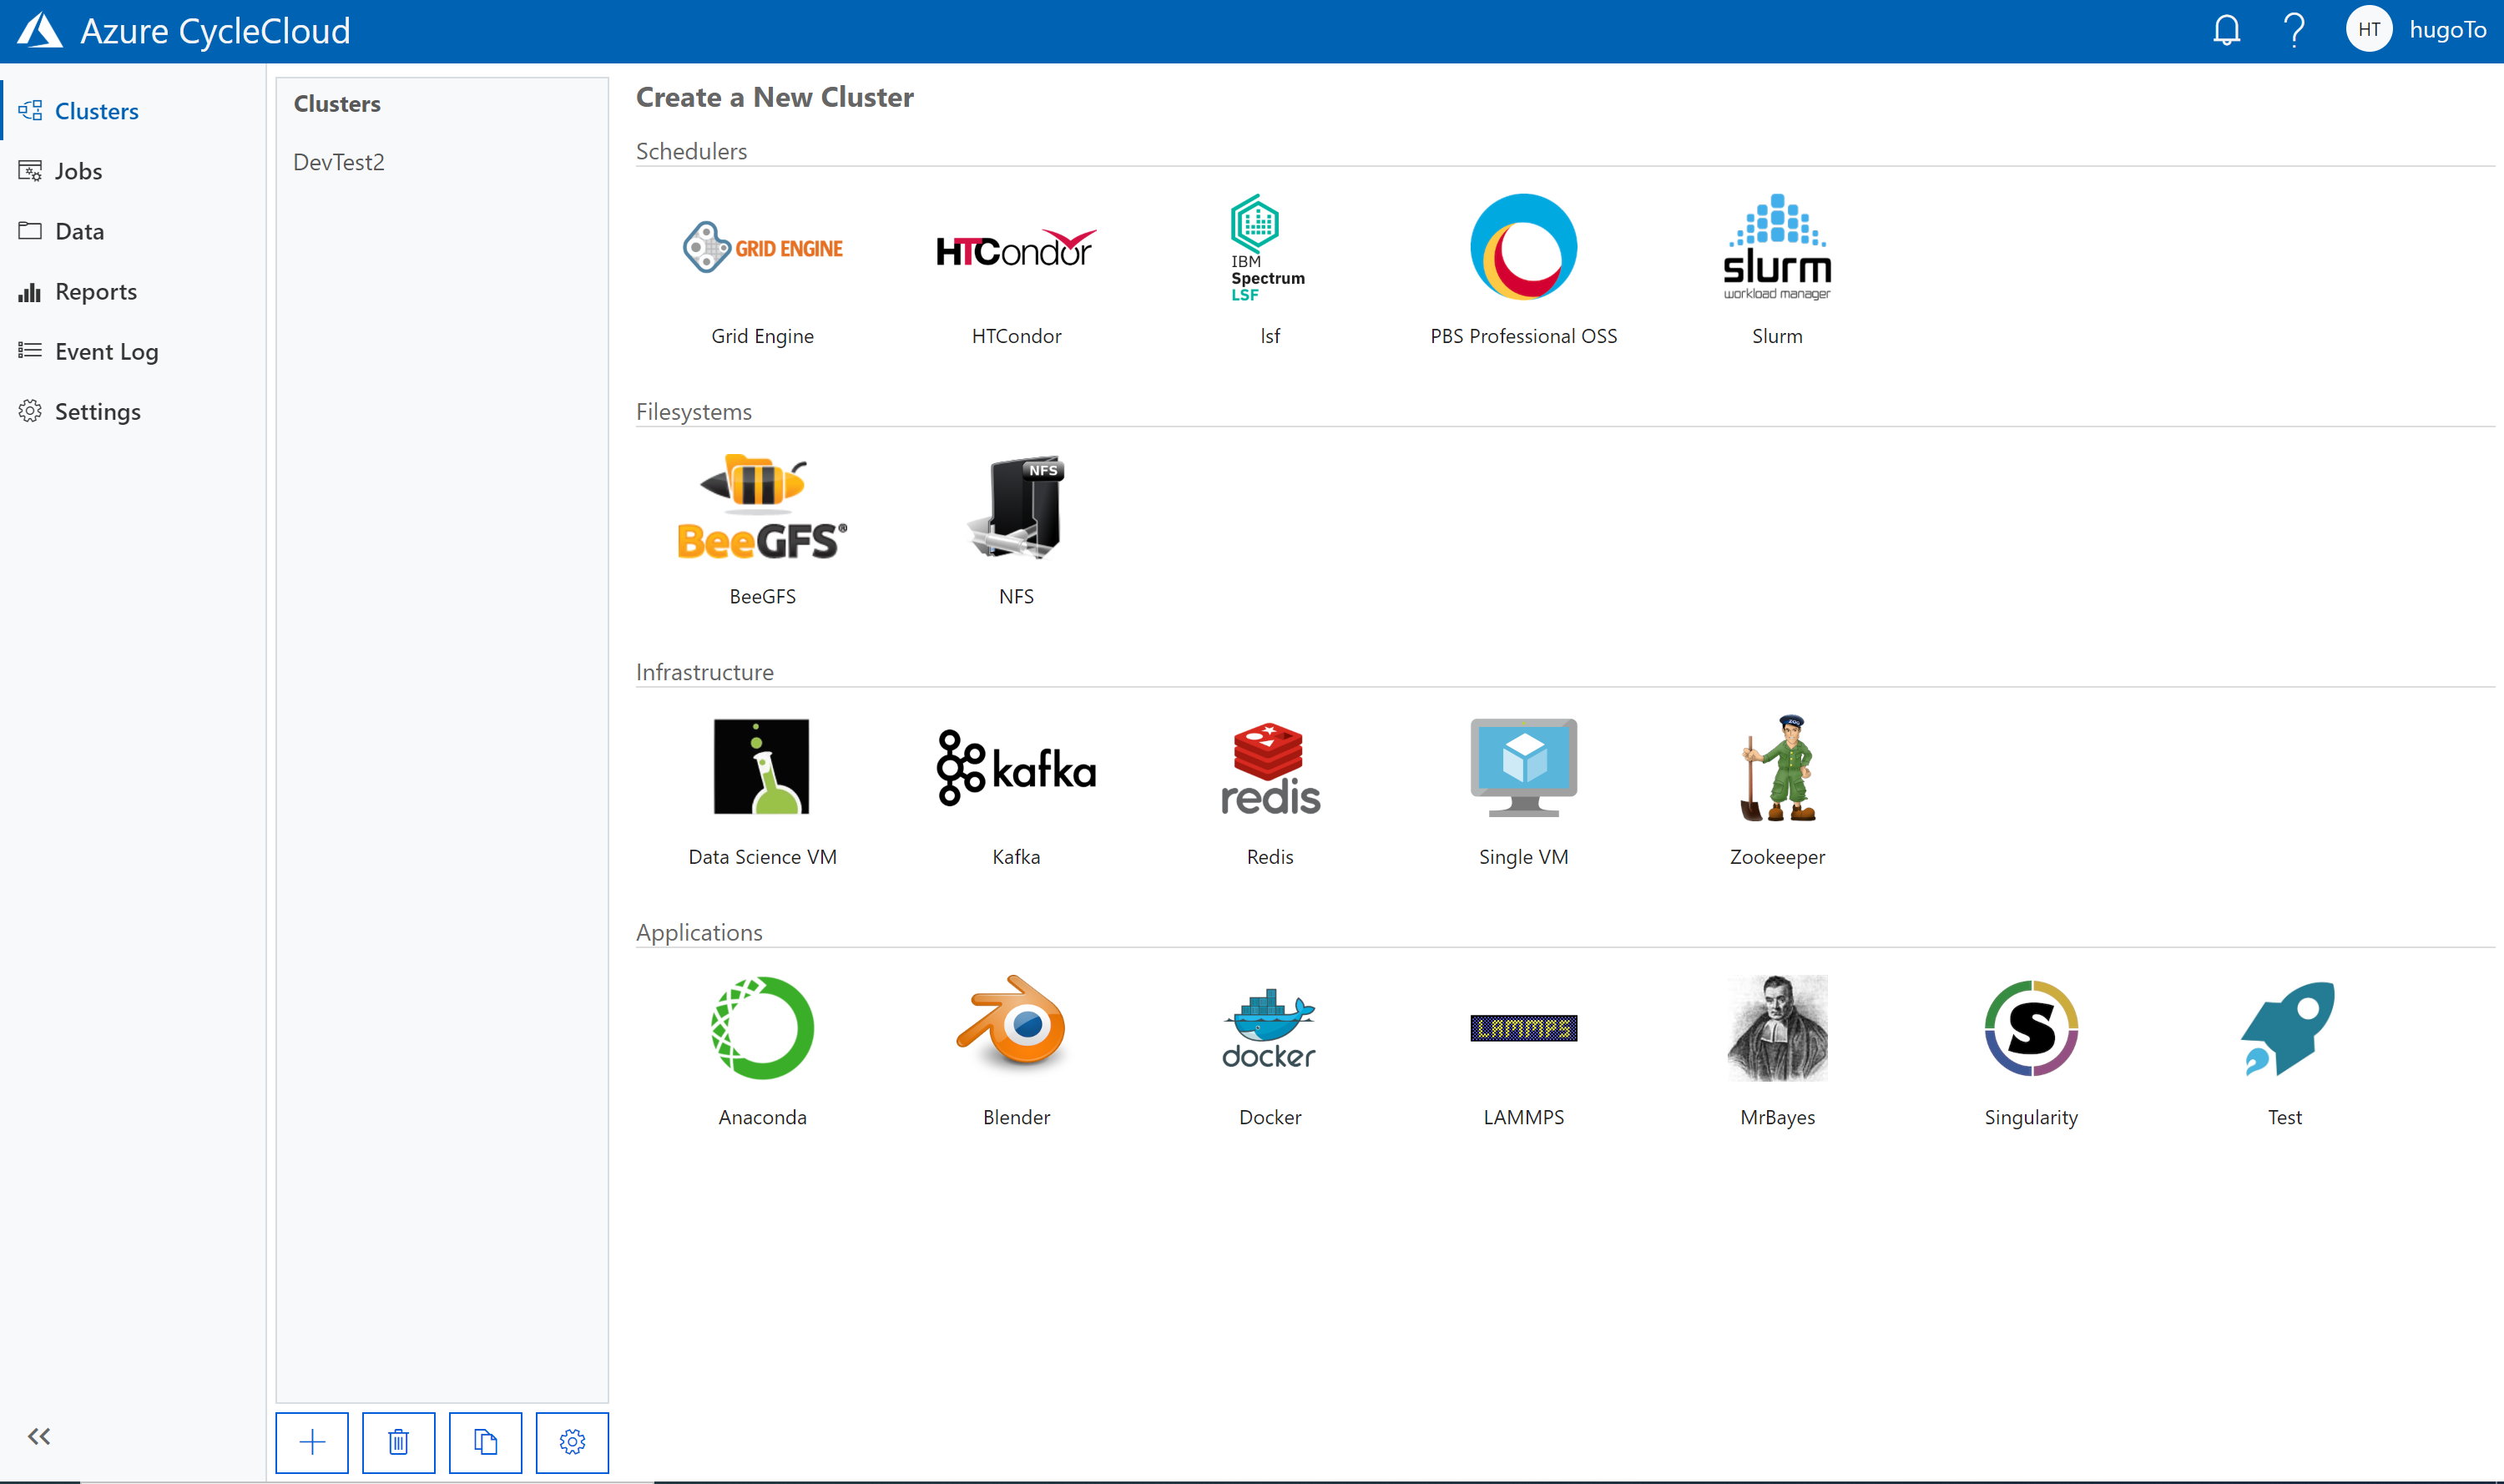 Azure CycleCloud
HT
hugoTo
Clusters
Jobs
Data
Reports
Event Log
Settings
Clusters
DevTest2
Create a New Cluster
Schedulers
GRID ENGINE
HTCondor
IBM
Spectrum
LSF
slurm
workload manager
Grid Engine
HTCondor
lsf
PBS Professional OSS
Slurm
Filesystems
BeeGFS®
NFS
BeeGFS
NFS
Infrastructure
kafka
redis
ZOO
Data Science VM
Kafka
Redis
Single VM
Zookeeper
Applications
docker
LAMMPS
S
Anaconda
Blender
Docker
LAMMPS
MrBayes
Singularity
Test